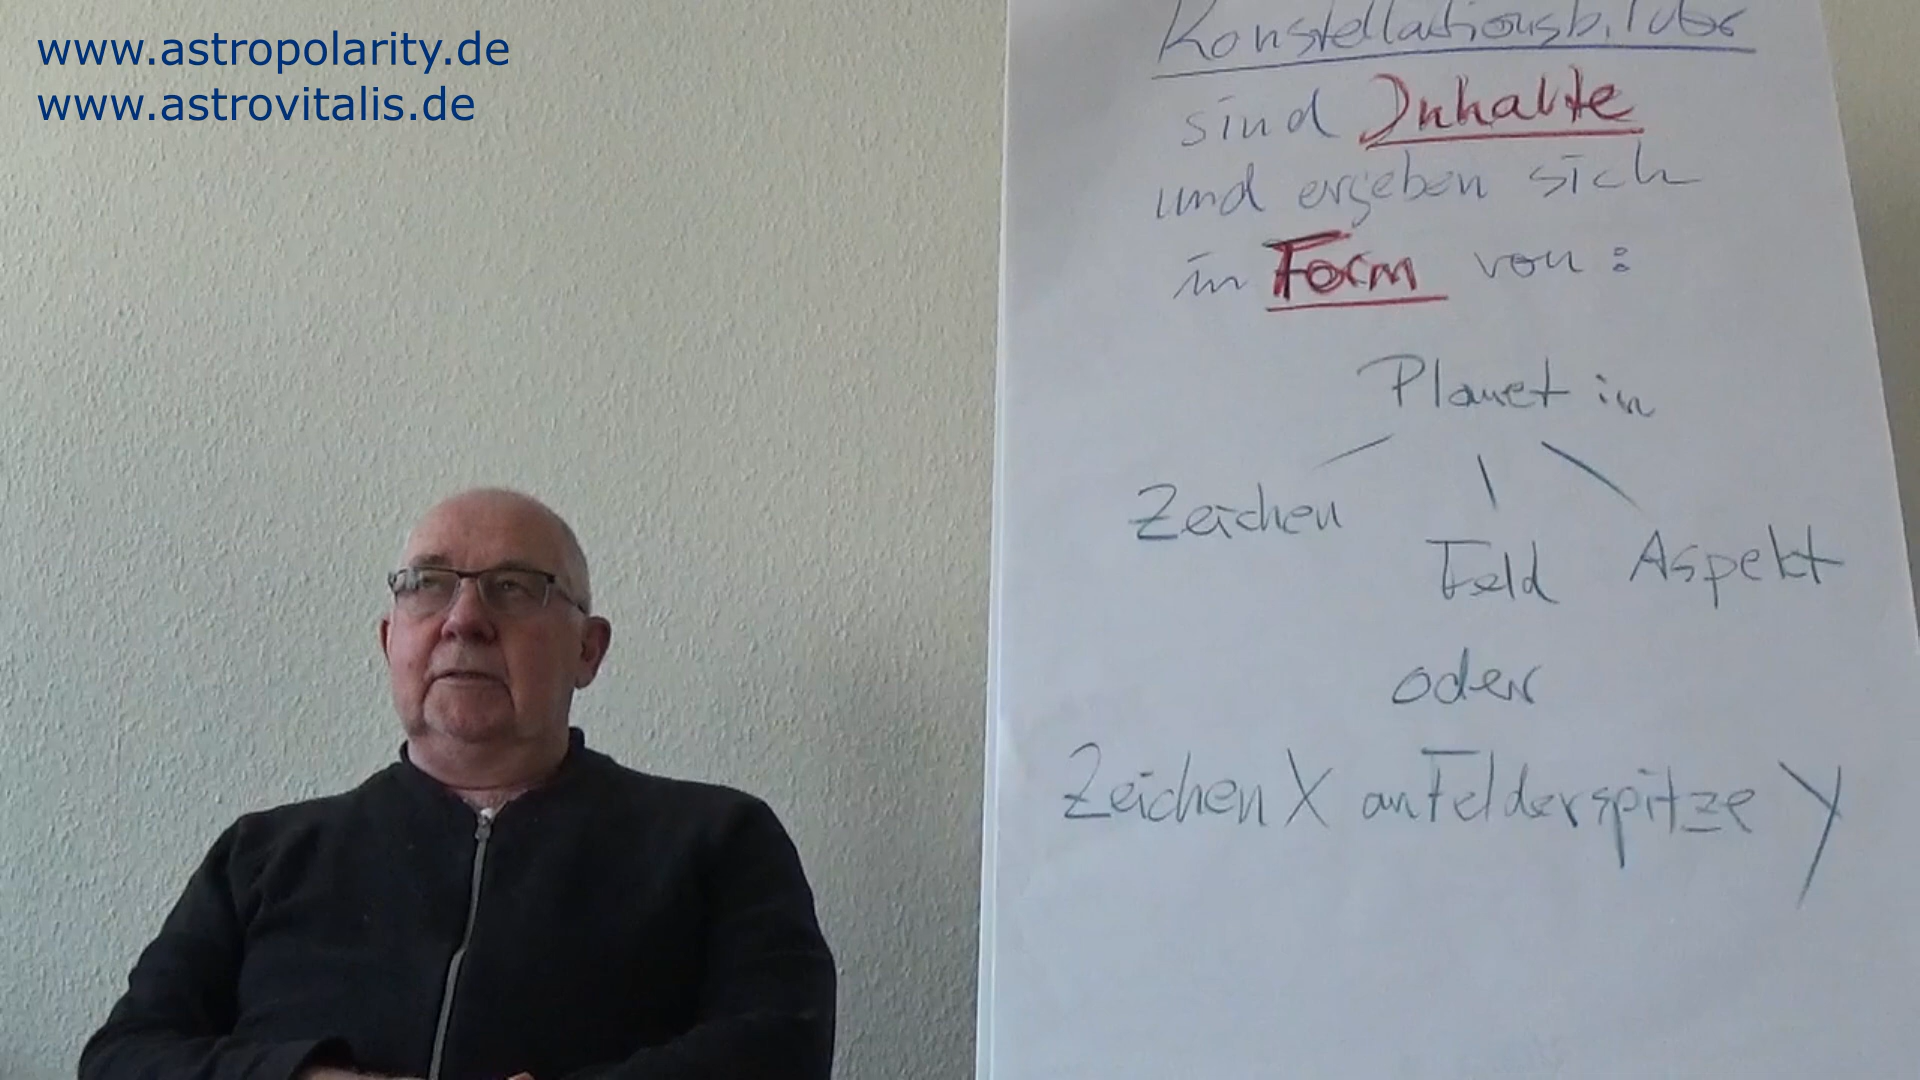 www.astropolarity.de
www.astrovitalis.de
Konstellationsbilder
sind Inhalte
und ergeben sich
in Form von:
Planet in
Zeichen
Feld
Aspekt
oder
Zeichen X an Felderspitze Y